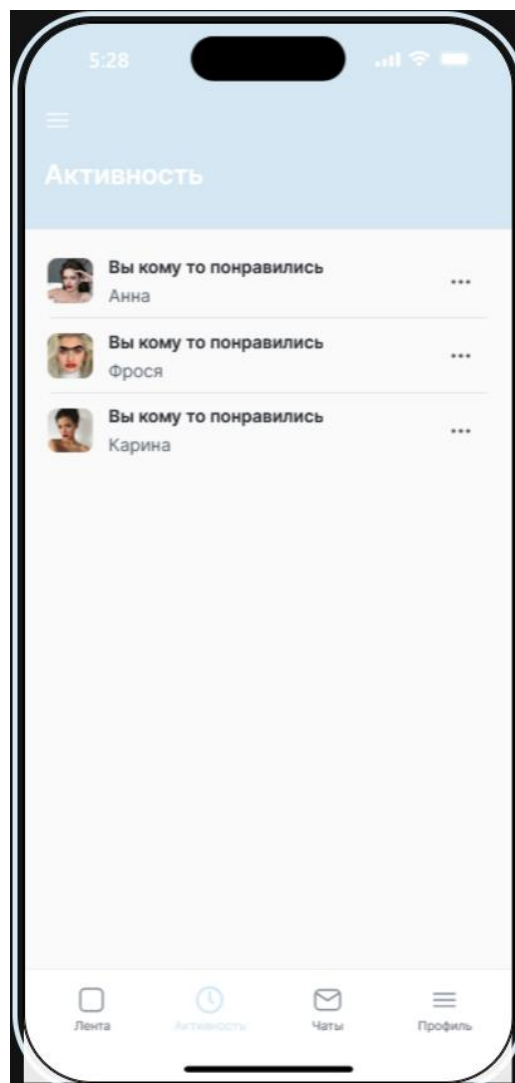 5:28
Активность
Вы кому то понравились
Анна
Вы кому то понравились
Фрося
Вы кому то понравились
Карина
Лента
Активность
Чаты
Профиль